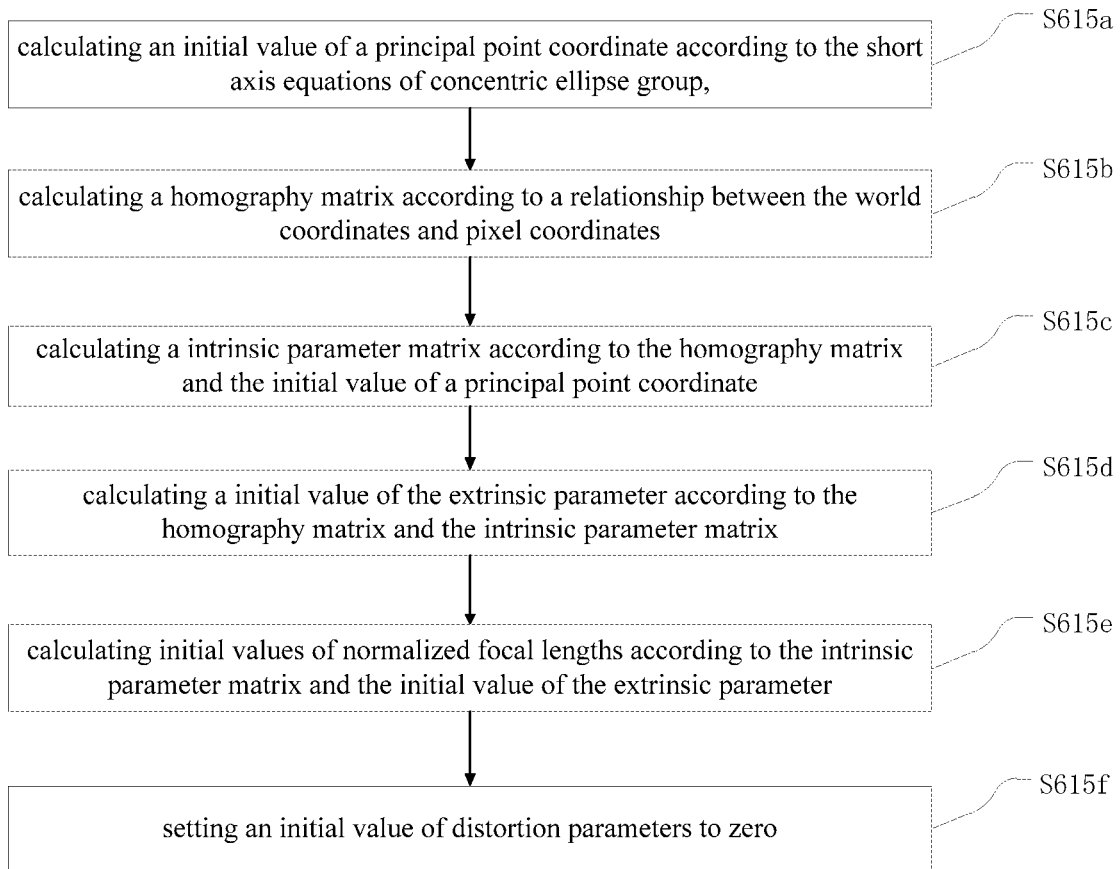 S615a
calculating an initial value of a principal point coordinate according to the short
axis equations of concentric ellipse group,
S615b
calculating a homography matrix according to a relationship between the world
coordinates and pixel coordinates
S615c
calculating a intrinsic parameter matrix according to the homography matrix
and the initial value of a principal point coordinate
S615d
calculating a initial value of the extrinsic parameter according to the
homography matrix and the intrinsic parameter matrix
S615e
calculating initial values of normalized focal lengths according to the intrinsic
parameter matrix and the initial value of the extrinsic parameter
S615f
setting an initial value of distortion parameters to zero